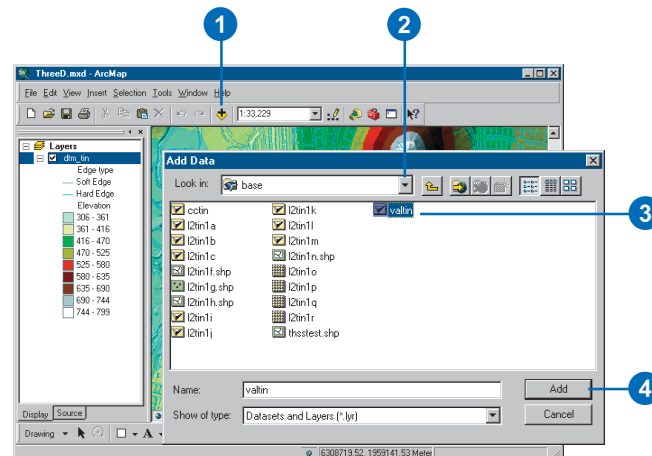 1
2
ThreeD.mxd - ArcMap
File Edit View Insert Selection Tools Window Help
1:33,229
Layers
dtm_tin
Edge type
Soft Edge
Hard Edge
Elevation
306 - 361
361 - 416
416 - 470
470 - 525
525 - 580
580 - 635
635 - 690
690 - 744
744 - 799
Display Source
Drawing
A
Add Data
Look in: base
cctin
l2tin1a
l2tin1b
l2tin1c
l2tin1f.shp
l2tin1g.shp
l2tin1h.shp
l2tin1i
l2tin1j
l2tin1k
l2tin1l
l2tin1m
l2tin1n.shp
l2tin1o
l2tin1p
l2tin1q
l2tin1r
thsstest.shp
valtin
3
Name: valtin
Add
4
Show of type: Datasets and Layers (*.lyr)
Cancel
6308719.52, 1959141.53 Meter